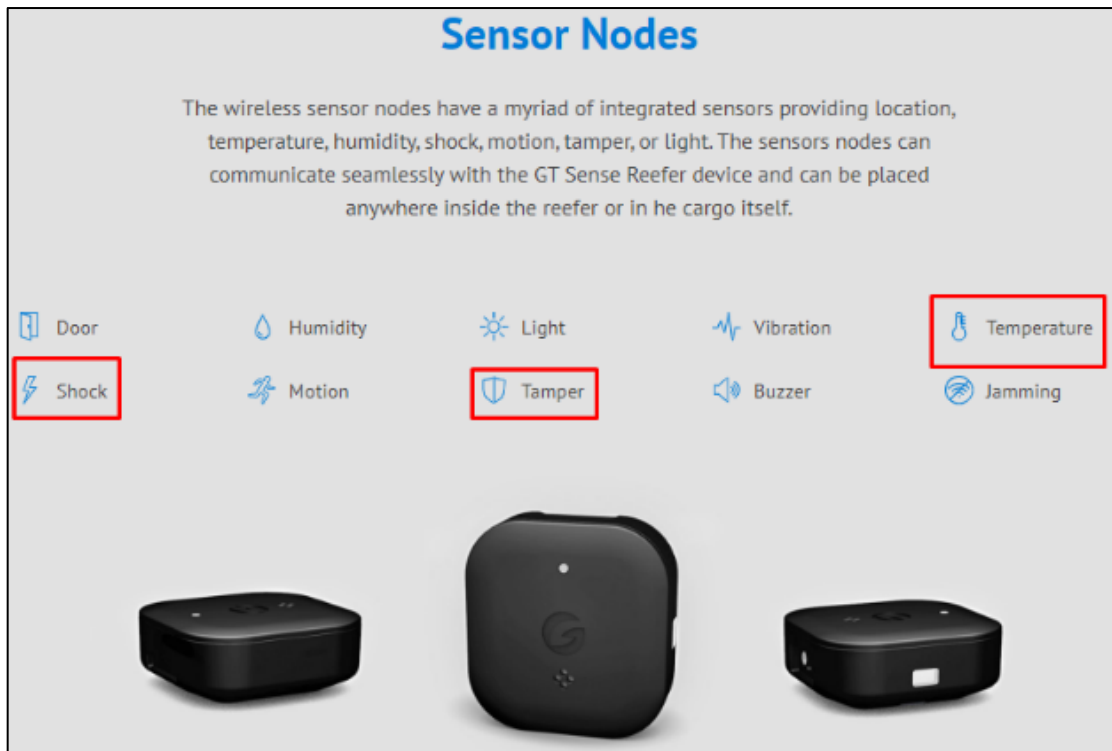 Sensor Nodes
The wireless sensor nodes have a myriad of integrated sensors providing location,
temperature, humidity, shock, motion, tamper, or light. The sensors nodes can
communicate seamlessly with the GT Sense Reefer device and can be placed
anywhere inside the reefer or in he cargo itself.
Door Humidity Light Vibration Temperature
Shock Motion Tamper Buzzer Jamming